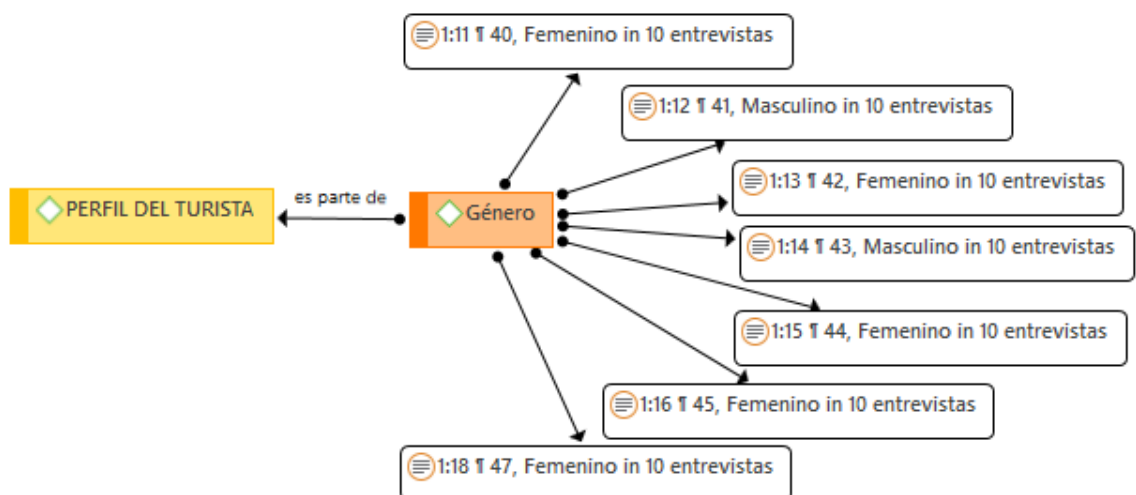 1:11 ¶ 40, Femenino in 10 entrevistas
1:12 ¶ 41, Masculino in 10 entrevistas
1:13 ¶ 42, Femenino in 10 entrevistas
PERFIL DEL TURISTA
es parte de
Género
1:14 ¶ 43, Masculino in 10 entrevistas
1:15 ¶ 44, Femenino in 10 entrevistas
1:16 ¶ 45, Femenino in 10 entrevistas
1:18 ¶ 47, Femenino in 10 entrevistas